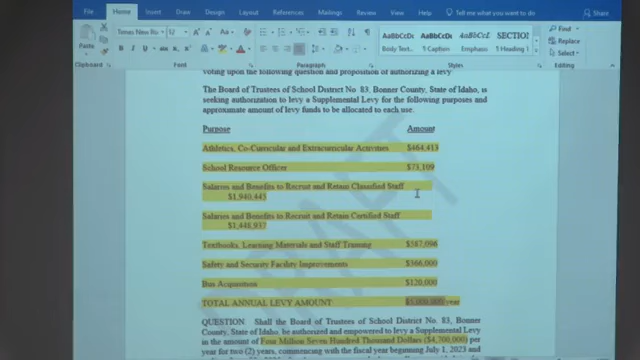 File Home Insert Draw Design Layout References Mailings Review View Help Tell me what you want to do Share
Paste
Times New Ro 12
Find
Replace
Select
AaBbCcDc AaBbCcDc AaBbCcDc SECTION
Body Text... ¶ Caption Emphasis ¶ Heading 1
Clipboard Font Paragraph Styles Editing
voting upon the following question and proposition of authorizing a levy
The Board of Trustees of School District No. 83, Bonner County, State of Idaho, is
seeking authorization to levy a Supplemental Levy for the following purposes and
approximate amount of levy funds to be allocated to each use.
Purpose Amount
Athletics, Co-Curricular and Extracurricular Activities $464,413
School Resource Officer $73,109
Salaries and Benefits to Recruit and Retain Classified Staff
$1,940,445
Salaries and Benefits to Recruit and Retain Certified Staff
$1,448,937
Textbooks, Learning Materials and Staff Training $587,096
Safety and Security Facility Improvements $366,000
Bus Acquisition $120,000
TOTAL ANNUAL LEVY AMOUNT $5,000,000/year
QUESTION: Shall the Board of Trustees of School District No. 83, Bonner
County, State of Idaho, be authorized and empowered to levy a Supplemental Levy
in the amount of Four Million Seven Hundred Thousand Dollars ($4,700,000) per
year for two (2) years, commencing with the fiscal year beginning July 1, 2023 and
DRAFT